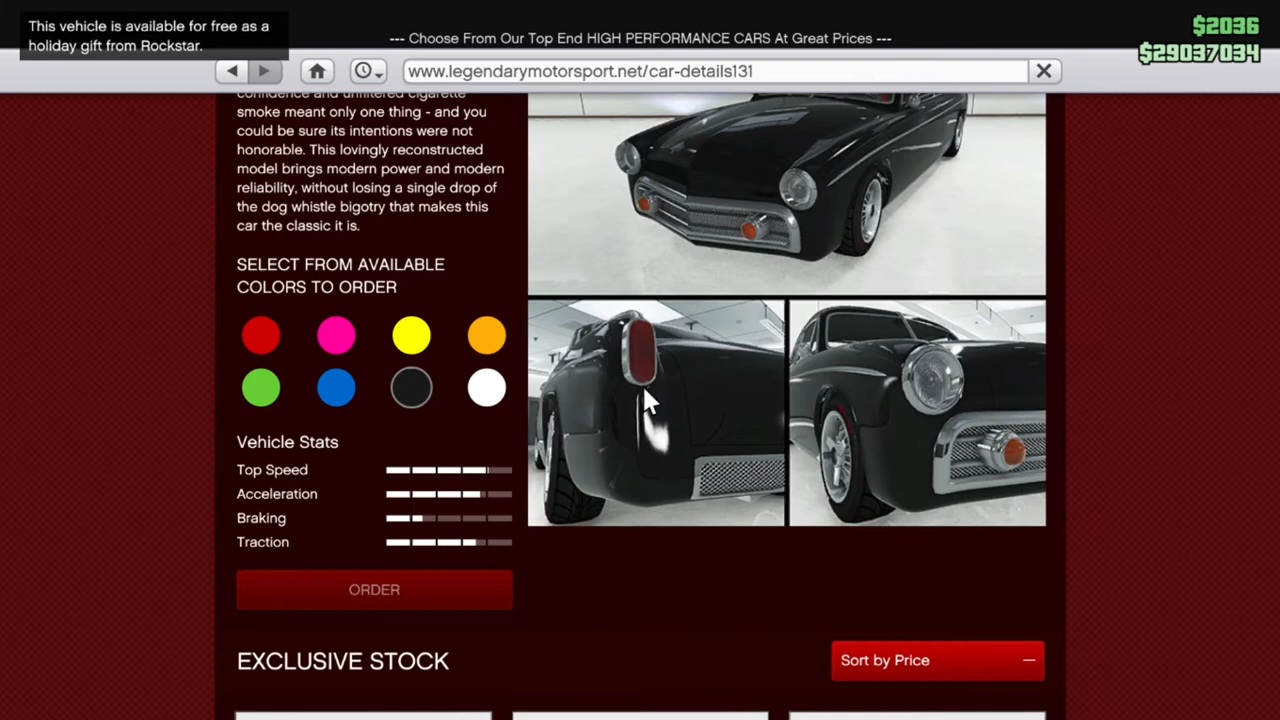 This vehicle is available for free as a
holiday gift from Rockstar.
--- Choose From Our Top End HIGH PERFORMANCE CARS At Great Prices ---
$2036
$29037034
www.legendarymotorsport.net/car-details131
confidence and unfiltered cigarette
smoke meant only one thing - and you
could be sure its intentions were not
honorable. This lovingly reconstructed
model brings modern power and modern
reliability, without losing a single drop of
the dog whistle bigotry that makes this
car the classic it is.
SELECT FROM AVAILABLE
COLORS TO ORDER
Vehicle Stats
Top Speed
Acceleration
Braking
Traction
ORDER
EXCLUSIVE STOCK
Sort by Price